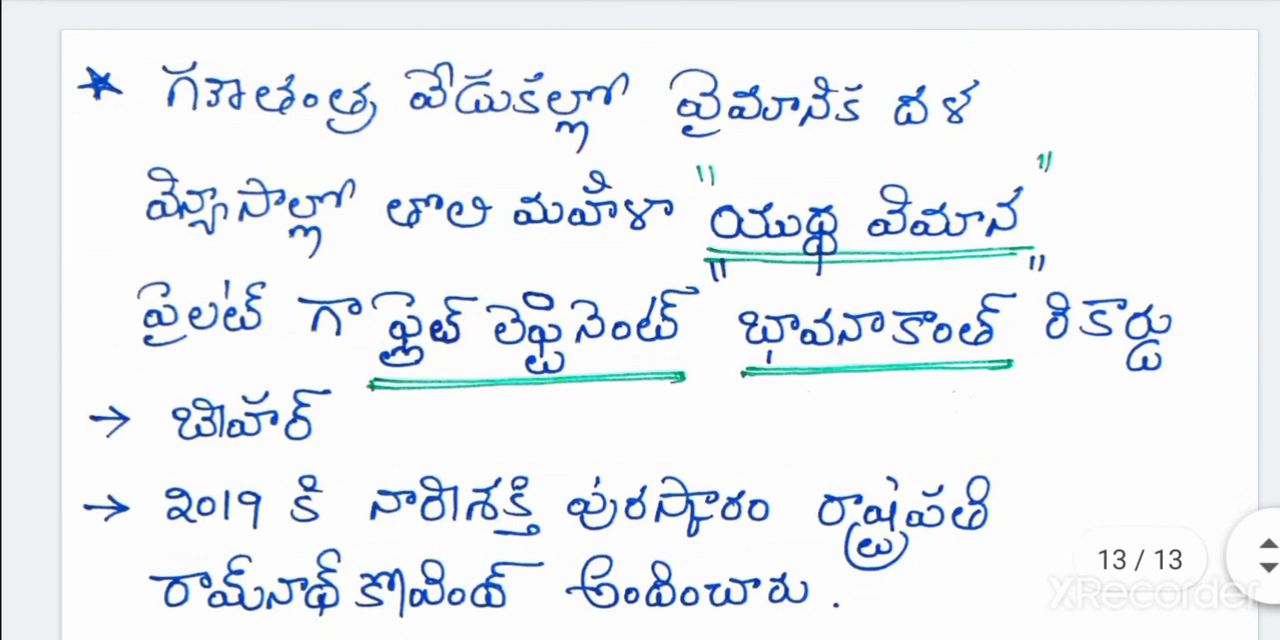 * గణతంత్ర వేడుకల్లో వైమానిక దళ
విన్యాసాల్లో తొలి మహిళా "యుద్ధ విమాన"
పైలట్ గా ఫ్లైట్ లెఫ్టినెంట్ "భావనాకాంత్" రికార్డు
→ బీహార్
→ 2019 కి నారీశక్తి పురస్కారం రాష్ట్రపతి
రామ్‌నాథ్ కోవింద్ అందించారు.
13 / 13
XRecorder